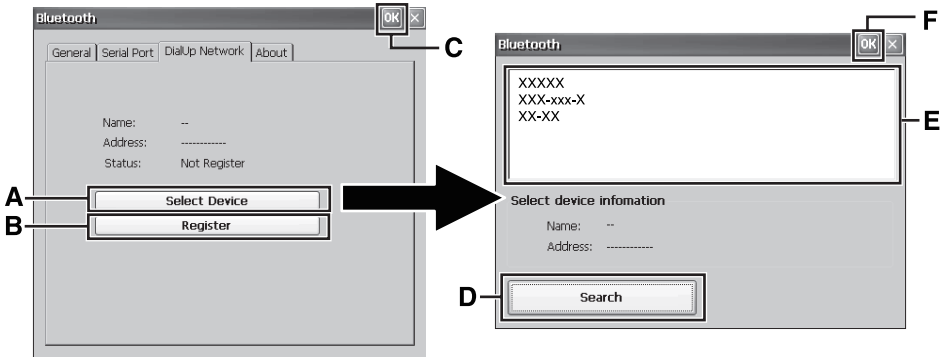 Bluetooth OK ×
C
General Serial Port DialUp Network About
Name: --
Address: ------------
Status: Not Register
A
Select Device
B
Register
F
Bluetooth OK ×
XXXXX
XXX-xxx-X
XX-XX
E
Select device infomation
Name: --
Address: ------------
D
Search